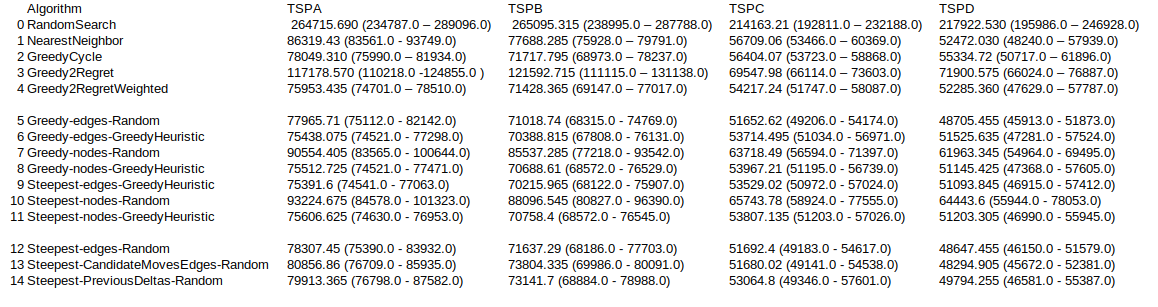 Algorithm TSPA TSPB TSPC TSPD
0 RandomSearch 264715.690 (234787.0 – 289096.0) 265095.315 (238995.0 – 287788.0) 214163.21 (192811.0 – 232188.0) 217922.530 (195986.0 – 246928.0)
1 NearestNeighbor 86319.43 (83561.0 - 93749.0) 77688.285 (75928.0 – 79791.0) 56709.06 (53466.0 – 60369.0) 52472.030 (48240.0 – 57939.0)
2 GreedyCycle 78049.310 (75990.0 – 81934.0) 71717.795 (68973.0 – 78237.0) 56404.07 (53723.0 – 58868.0) 55334.72 (50717.0 – 61896.0)
3 Greedy2Regret 117178.570 (110218.0 -124855.0 ) 121592.715 (111115.0 – 131138.0) 69547.98 (66114.0 – 73603.0) 71900.575 (66024.0 – 76887.0)
4 Greedy2RegretWeighted 75953.435 (74701.0 – 78510.0) 71428.365 (69147.0 – 77017.0) 54217.24 (51747.0 – 58087.0) 52285.360 (47629.0 – 57787.0)
5 Greedy-edges-Random 77965.71 (75112.0 - 82142.0) 71018.74 (68315.0 - 74769.0) 51652.62 (49206.0 - 54174.0) 48705.455 (45913.0 - 51873.0)
6 Greedy-edges-GreedyHeuristic 75438.075 (74521.0 - 77298.0) 70388.815 (67808.0 - 76131.0) 53714.495 (51034.0 - 56971.0) 51525.635 (47281.0 - 57524.0)
7 Greedy-nodes-Random 90554.405 (83565.0 - 100644.0) 85537.285 (77218.0 - 93542.0) 63718.49 (56594.0 - 71397.0) 61963.345 (54964.0 - 69495.0)
8 Greedy-nodes-GreedyHeuristic 75512.725 (74521.0 - 77471.0) 70688.61 (68572.0 - 76529.0) 53967.21 (51195.0 - 56739.0) 51145.425 (47368.0 - 57605.0)
9 Steepest-edges-GreedyHeuristic 75391.6 (74541.0 - 77063.0) 70215.965 (68122.0 - 75907.0) 53529.02 (50972.0 - 57024.0) 51093.845 (46915.0 - 57412.0)
10 Steepest-nodes-Random 93224.675 (84578.0 - 101323.0) 88096.545 (80827.0 - 96390.0) 65743.78 (58924.0 - 77555.0) 64443.6 (55944.0 - 78053.0)
11 Steepest-nodes-GreedyHeuristic 75606.625 (74630.0 - 76953.0) 70758.4 (68572.0 - 76545.0) 53807.135 (51203.0 - 57026.0) 51203.305 (46990.0 - 55945.0)
12 Steepest-edges-Random 78307.45 (75390.0 - 83932.0) 71637.29 (68186.0 - 77703.0) 51692.4 (49183.0 - 54617.0) 48647.455 (46150.0 - 51579.0)
13 Steepest-CandidateMovesEdges-Random 80856.86 (76709.0 - 85935.0) 73804.335 (69986.0 - 80091.0) 51680.02 (49141.0 - 54538.0) 48294.905 (45672.0 - 52381.0)
14 Steepest-PreviousDeltas-Random 79913.365 (76798.0 - 87582.0) 73141.7 (68884.0 - 78988.0) 53064.8 (49346.0 - 57601.0) 49794.255 (46581.0 - 55387.0)